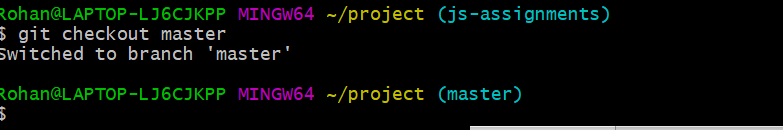 Rohan@LAPTOP-LJ6CJKPP MINGW64 ~/project (js-assignments)
$ git checkout master
Switched to branch 'master'
Rohan@LAPTOP-LJ6CJKPP MINGW64 ~/project (master)
$